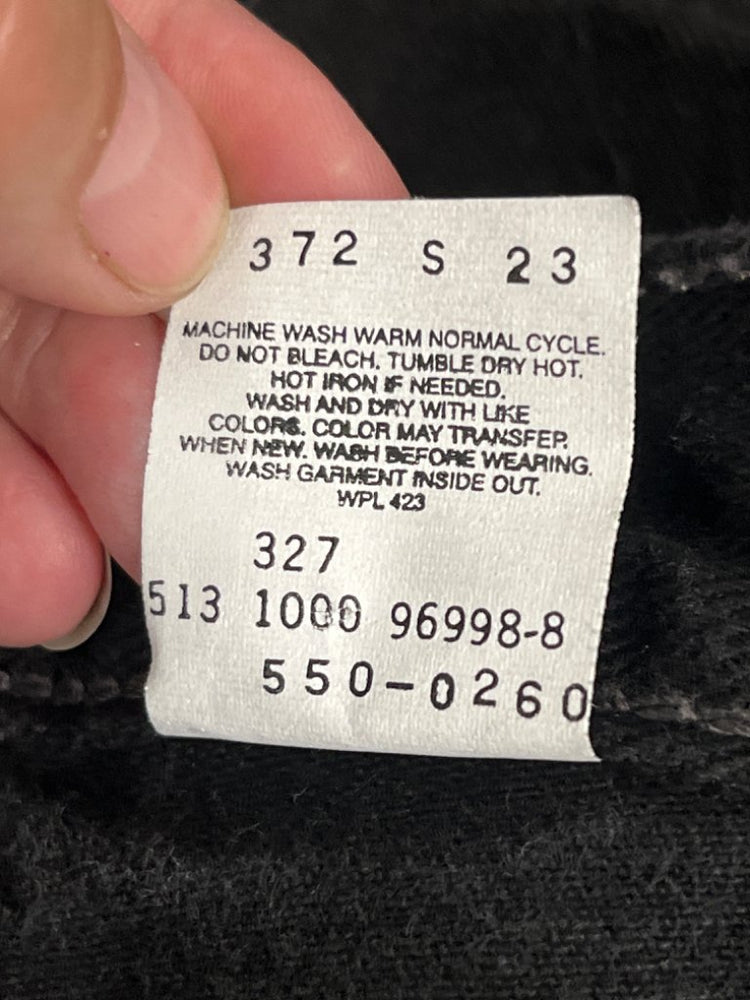 372 S 23
MACHINE WASH WARM NORMAL CYCLE.
DO NOT BLEACH. TUMBLE DRY HOT.
HOT IRON IF NEEDED.
WASH AND DRY WITH LIKE
COLORS. COLOR MAY TRANSFER
WHEN NEW. WASH BEFORE WEARING.
WASH GARMENT INSIDE OUT.
WPL 423
327
513 1000 96998-8
550-0260